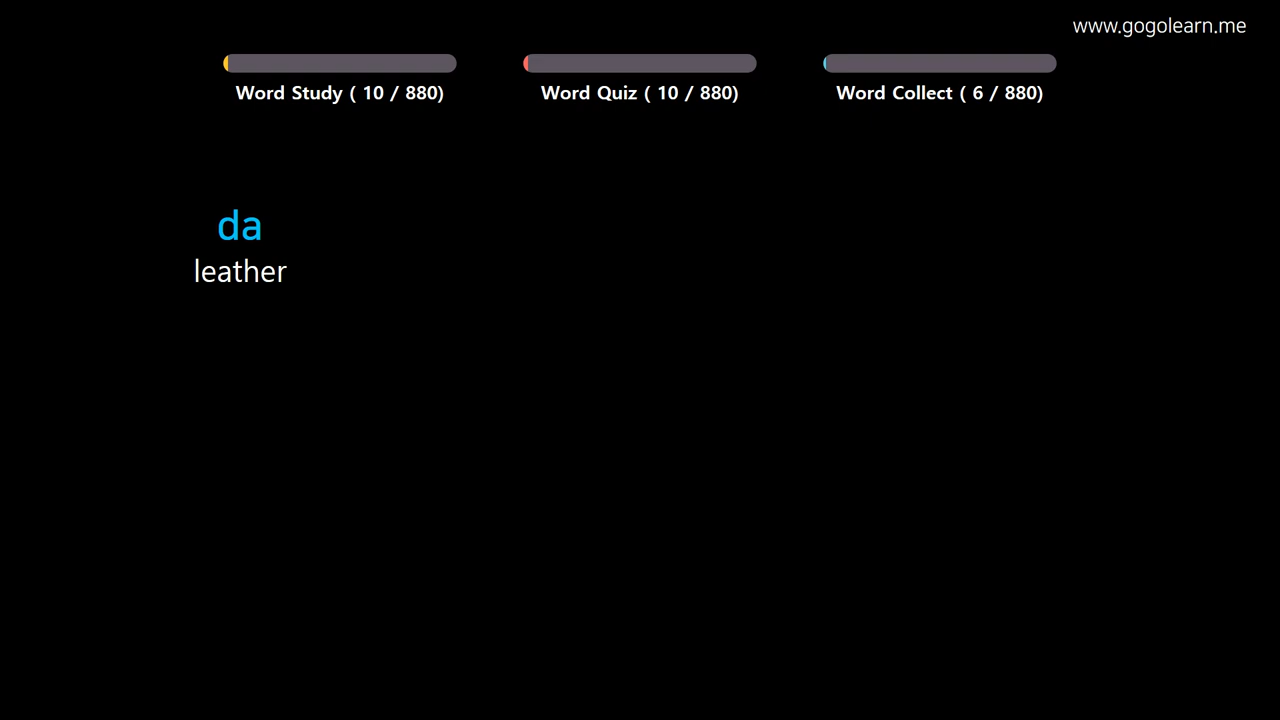 www.gogolearn.me
Word Study ( 10 / 880)
Word Quiz ( 10 / 880)
Word Collect ( 6 / 880)
da
leather